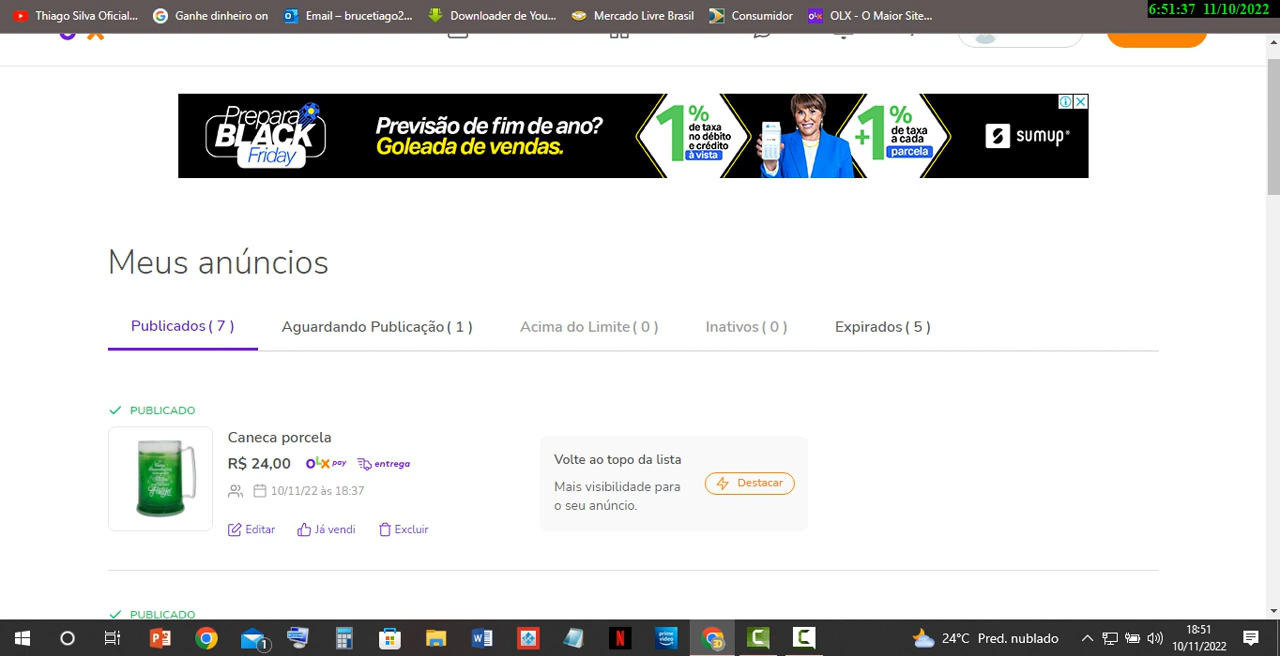 6:51:37 11/10/2022
Thiago Silva Oficial...
Ganhe dinheiro on
Email – brucetiago2...
Downloader de You...
Mercado Livre Brasil
Consumidor
OLX - O Maior Site...
Prepara
BLACK
Friday
Previsão de fim de ano?
Goleada de vendas.
1%
de taxa
no débito
e crédito
à vista
+1%
de taxa
a cada
parcela
sumup®
Meus anúncios
Publicados ( 7 )
Aguardando Publicação ( 1 )
Acima do Limite ( 0 )
Inativos ( 0 )
Expirados ( 5 )
PUBLICADO
Caneca porcela
R$ 24,00 OLX pay entrega
10/11/22 às 18:37
Editar
Já vendi
Excluir
Volte ao topo da lista
Mais visibilidade para
o seu anúncio.
Destacar
PUBLICADO
24°C Pred. nublado
18:51
10/11/2022